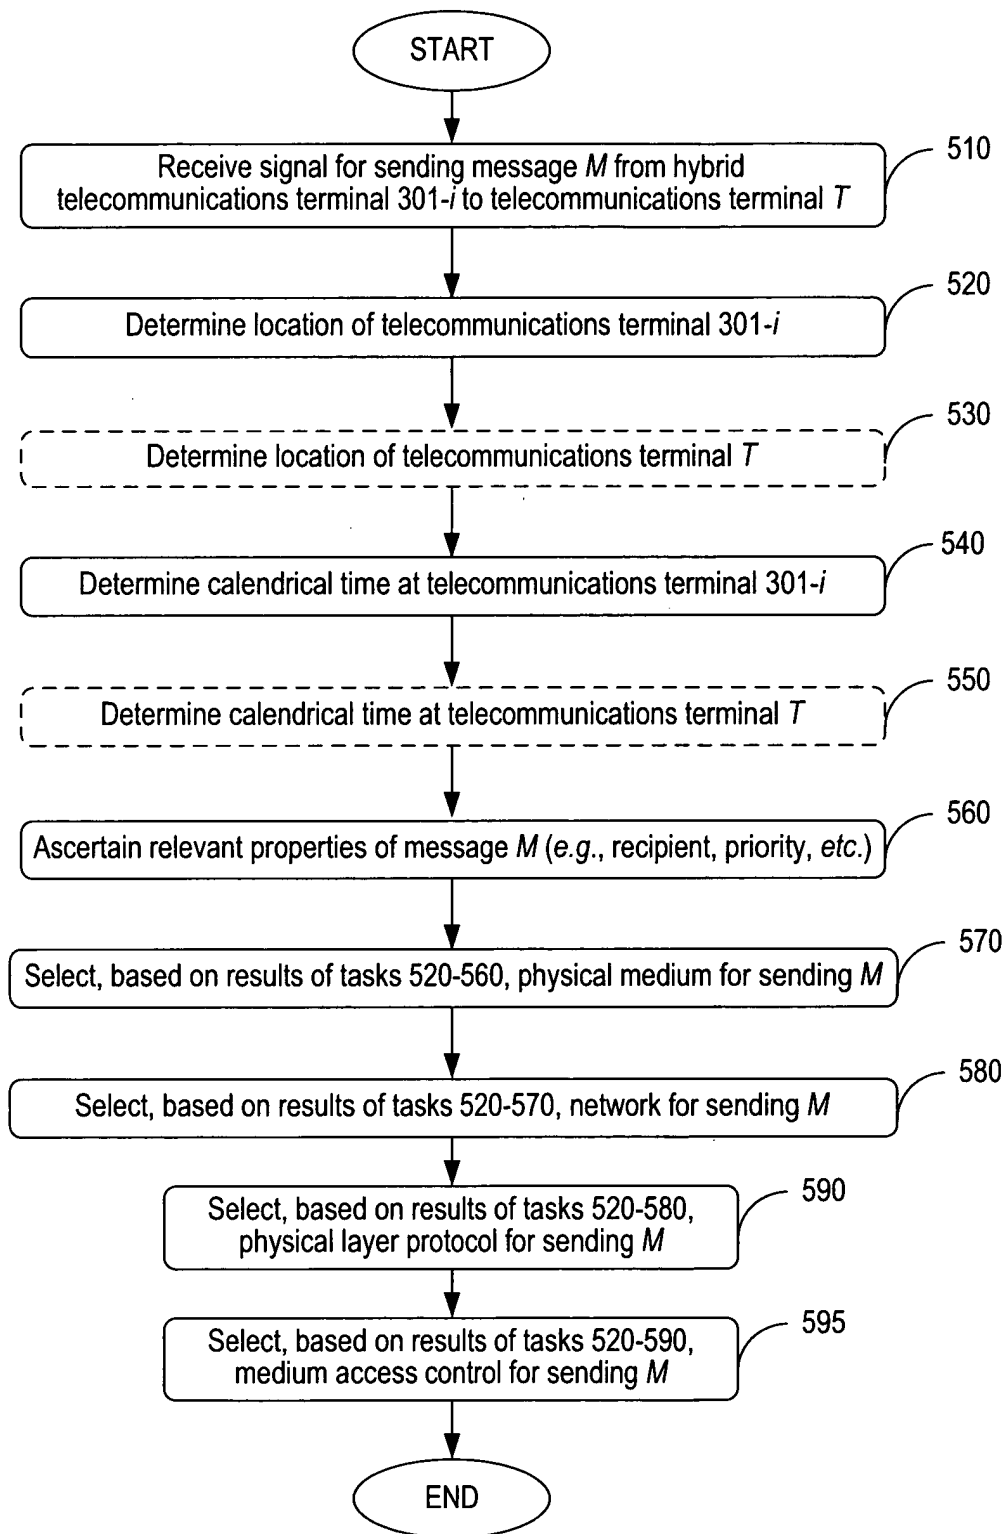 START
510
Receive signal for sending message M from hybrid
telecommunications terminal 301-i to telecommunications terminal T
520
Determine location of telecommunications terminal 301-i
530
Determine location of telecommunications terminal T
540
Determine calendrical time at telecommunications terminal 301-i
550
Determine calendrical time at telecommunications terminal T
560
Ascertain relevant properties of message M (e.g., recipient, priority, etc.)
570
Select, based on results of tasks 520-560, physical medium for sending M
580
Select, based on results of tasks 520-570, network for sending M
590
Select, based on results of tasks 520-580,
physical layer protocol for sending M
595
Select, based on results of tasks 520-590,
medium access control for sending M
END